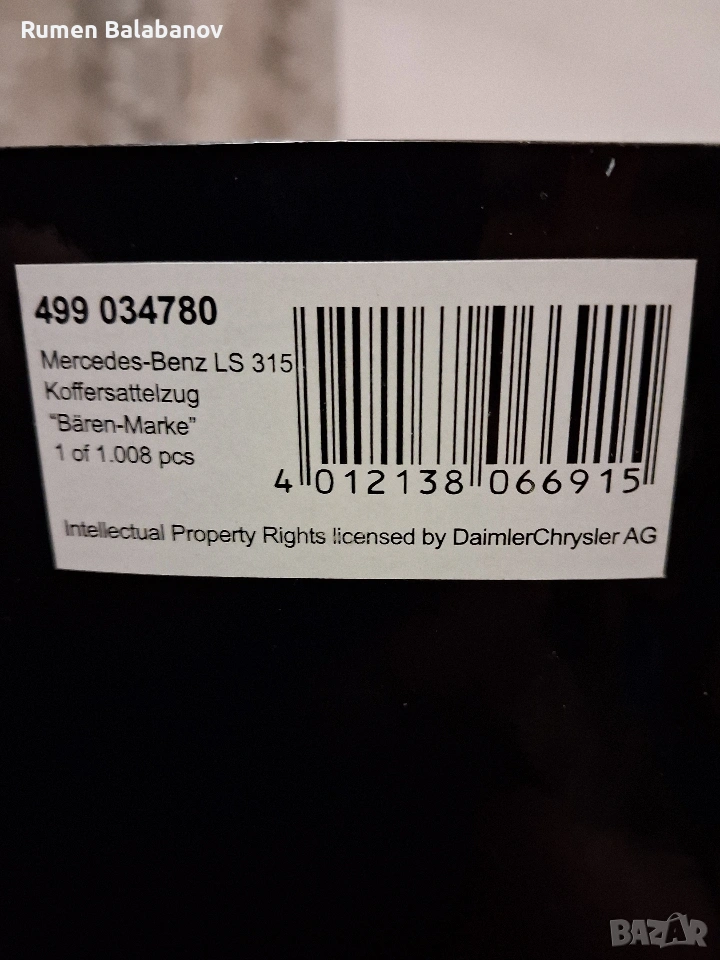 Rumen Balabanov
499 034780
Mercedes-Benz LS 315
Koffersattelzug
"Bären-Marke"
1 of 1.008 pcs
4 012138 066915
Intellectual Property Rights licensed by DaimlerChrysler AG
BAZAR